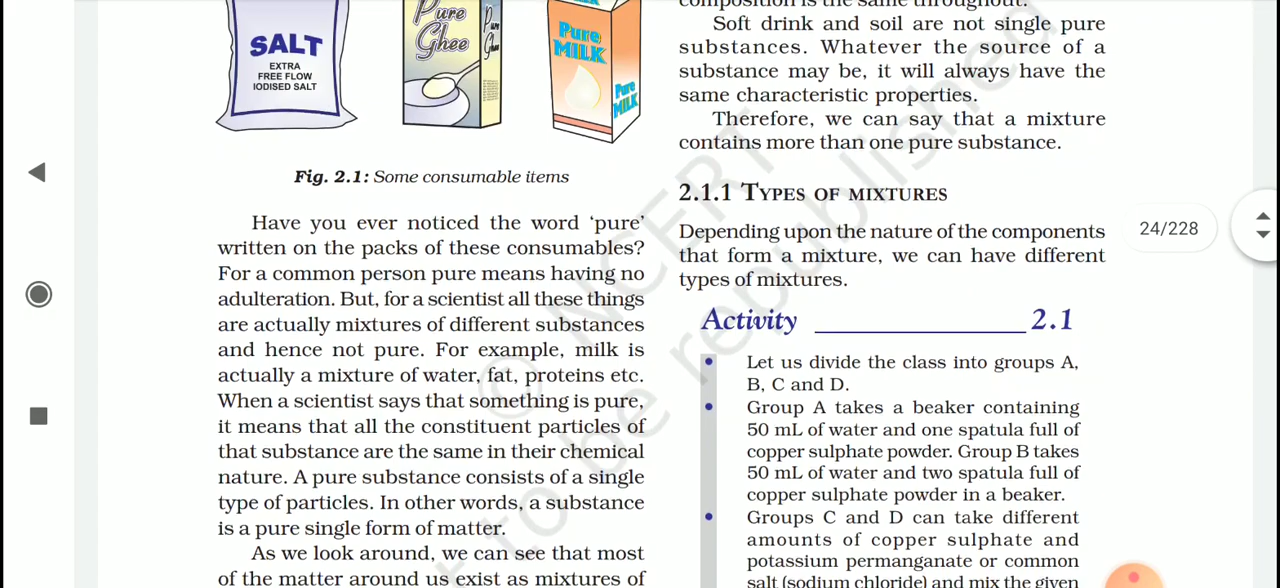 SALT
EXTRA
FREE FLOW
IODISED SALT
Pure
Ghee
Pure
Ghee
Pure
MILK
Pure
MILK
Fig. 2.1: Some consumable items
Have you ever noticed the word ‘pure’
written on the packs of these consumables?
For a common person pure means having no
adulteration. But, for a scientist all these things
are actually mixtures of different substances
and hence not pure. For example, milk is
actually a mixture of water, fat, proteins etc.
When a scientist says that something is pure,
it means that all the constituent particles of
that substance are the same in their chemical
nature. A pure substance consists of a single
type of particles. In other words, a substance
is a pure single form of matter.
As we look around, we can see that most
of the matter around us exist as mixtures of
composition is the same throughout.
Soft drink and soil are not single pure
substances. Whatever the source of a
substance may be, it will always have the
same characteristic properties.
Therefore, we can say that a mixture
contains more than one pure substance.
2.1.1 TYPES OF MIXTURES
Depending upon the nature of the components
that form a mixture, we can have different
types of mixtures.
Activity 2.1
• Let us divide the class into groups A,
B, C and D.
• Group A takes a beaker containing
50 mL of water and one spatula full of
copper sulphate powder. Group B takes
50 mL of water and two spatula full of
copper sulphate powder in a beaker.
• Groups C and D can take different
amounts of copper sulphate and
potassium permanganate or common
salt (sodium chloride) and mix the given
24/228
© NCERT
to be republished